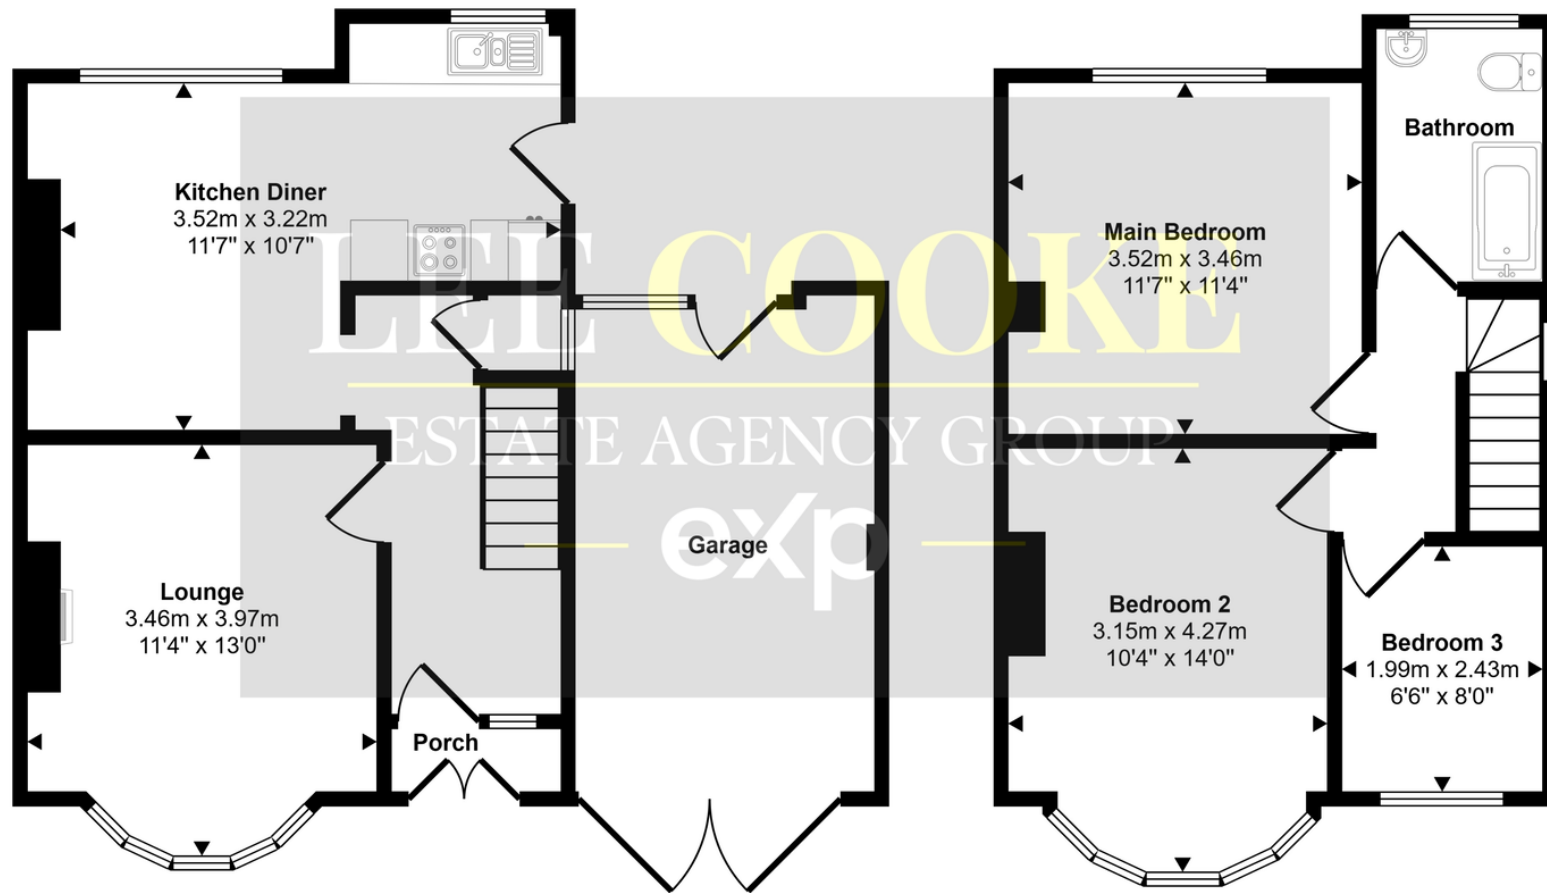 Kitchen Diner
3.52m x 3.22m
11'7" x 10'7"
Lounge
3.46m x 3.97m
11'4" x 13'0"
Porch
Garage
Main Bedroom
3.52m x 3.46m
11'7" x 11'4"
Bathroom
Bedroom 2
3.15m x 4.27m
10'4" x 14'0"
Bedroom 3
1.99m x 2.43m
6'6" x 8'0"
LEE COOKE
ESTATE AGENCY GROUP
exp